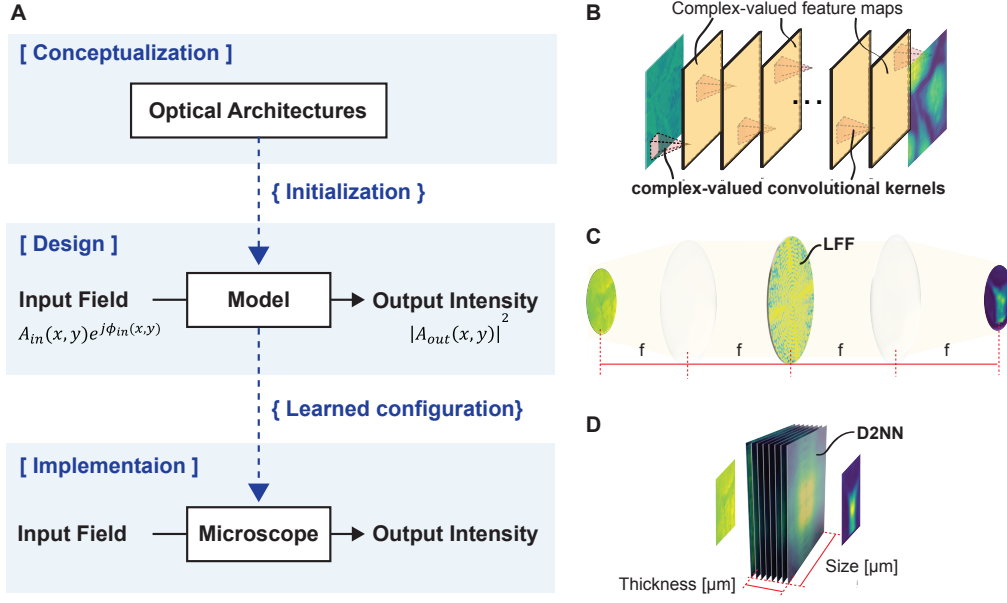 A
[ Conceptualization ]
Optical Architectures
{ Initialization }
[ Design ]
Input Field
Model
Output Intensity
A_in(x, y)e^{jϕ_in(x,y)}
|A_out(x, y)|^2
{ Learned configuration}
[ Implementaion ]
Input Field
Microscope
Output Intensity
B
Complex-valued feature maps
...
complex-valued convolutional kernels
C
LFF
f f f f
D
D2NN
Thickness [µm]
Size [µm]